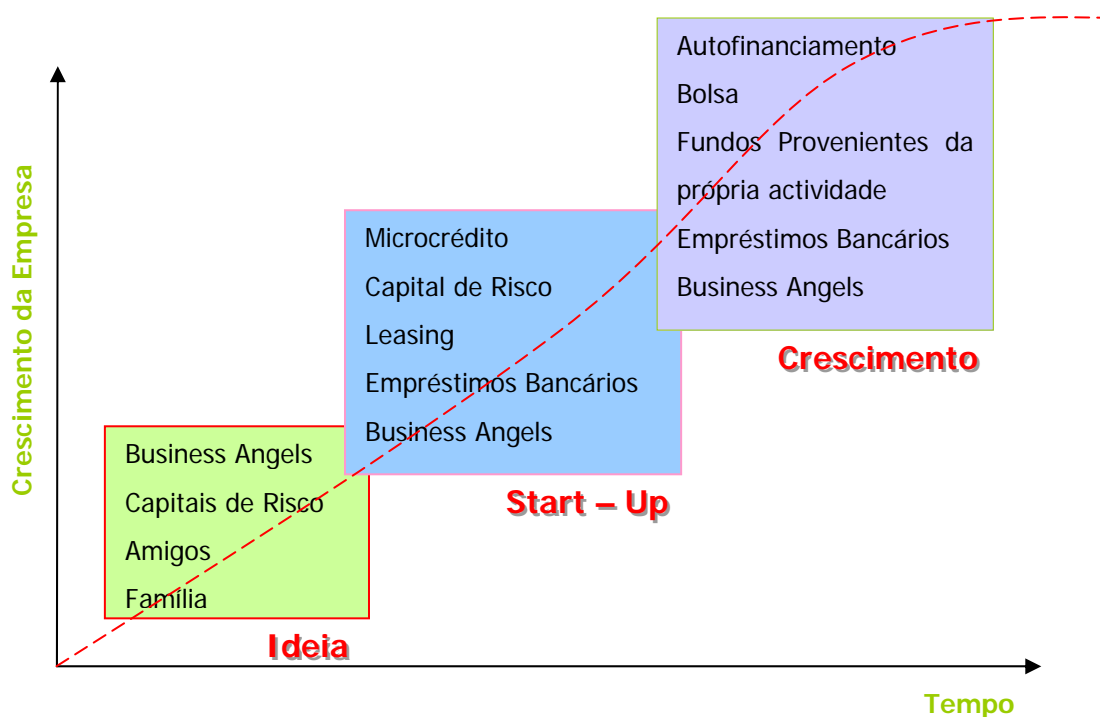 Autofinanciamento
Bolsa
Fundos Provenientes da
própria actividade
Empréstimos Bancários
Business Angels
Crescimento
Microcrédito
Capital de Risco
Leasing
Empréstimos Bancários
Business Angels
Start – Up
Business Angels
Capitais de Risco
Amigos
Família
Ideia
Crescimento da Empresa
Tempo